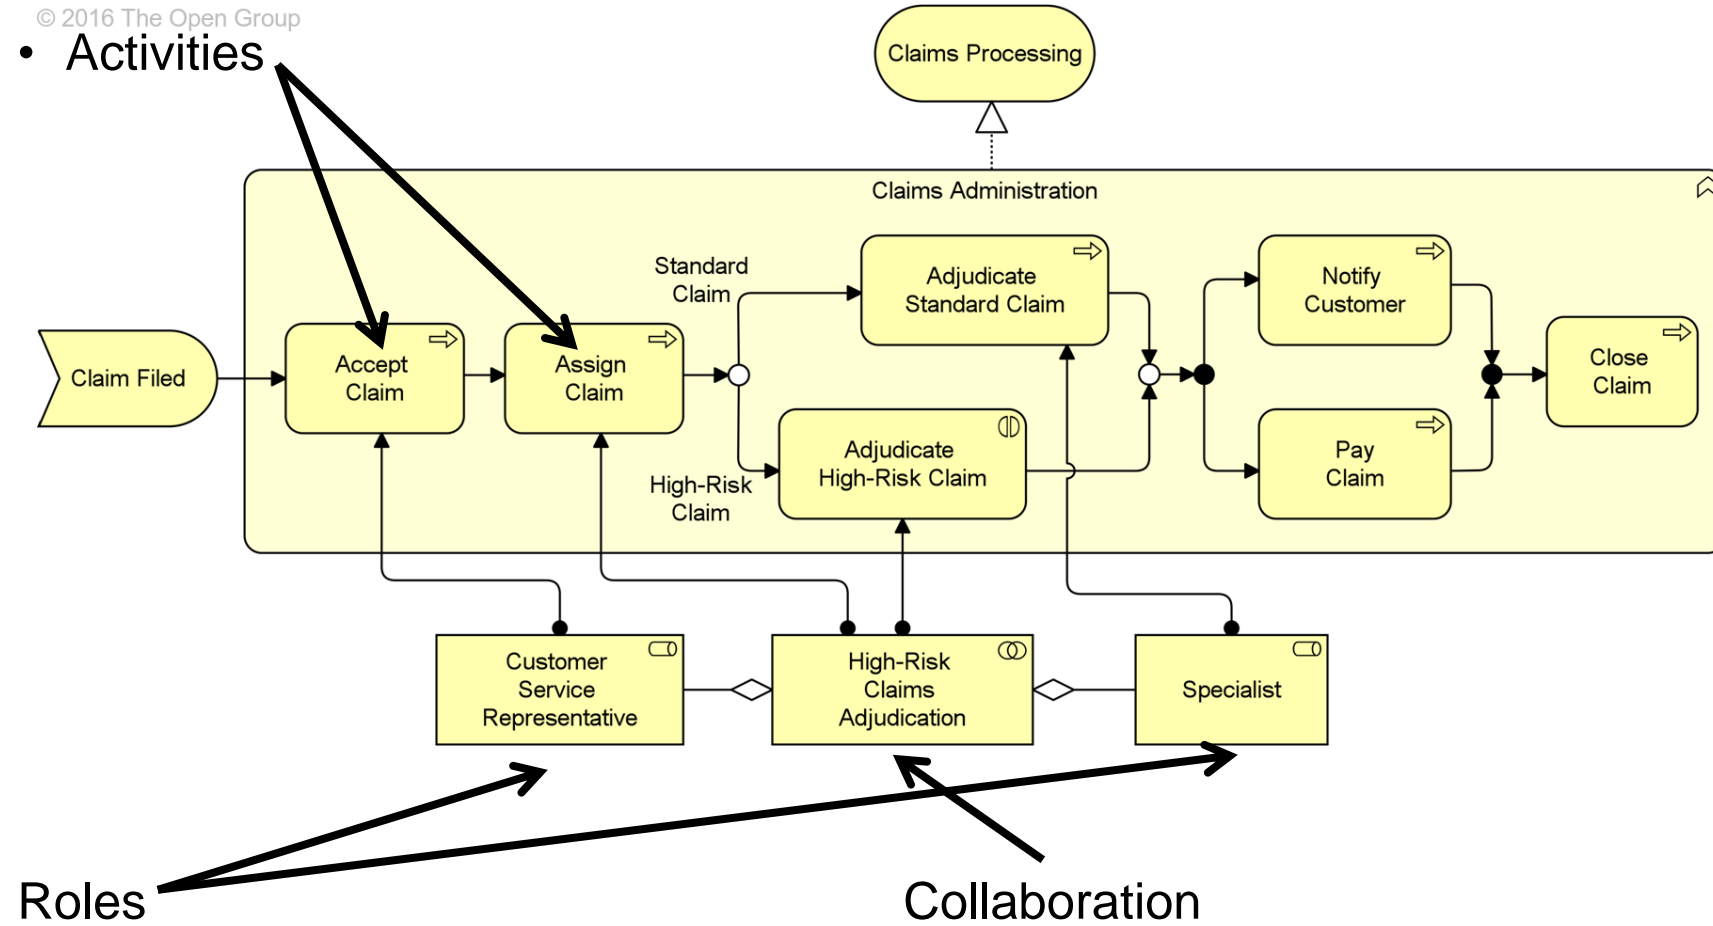 © 2016 The Open Group
• Activities
Claims Processing
Claims Administration
Standard
Claim
Adjudicate
Standard Claim
Notify
Customer
Claim Filed
Accept
Claim
Assign
Claim
Close
Claim
High-Risk
Claim
Adjudicate
High-Risk Claim
Pay
Claim
Customer
Service
Representative
High-Risk
Claims
Adjudication
Specialist
Roles
Collaboration